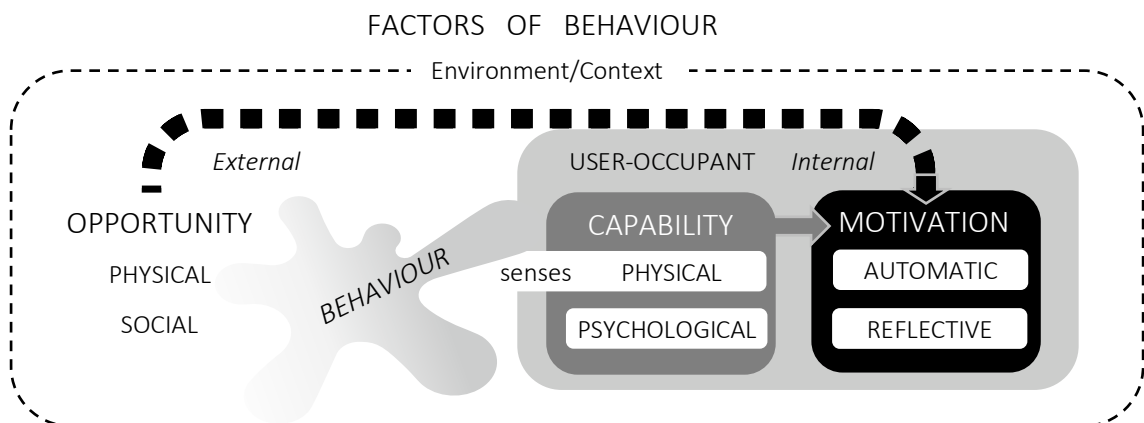 FACTORS OF BEHAVIOUR
Environment/Context
External
USER-OCCUPANT
Internal
OPPORTUNITY
PHYSICAL
SOCIAL
BEHAVIOUR
senses
CAPABILITY
PHYSICAL
PSYCHOLOGICAL
MOTIVATION
AUTOMATIC
REFLECTIVE